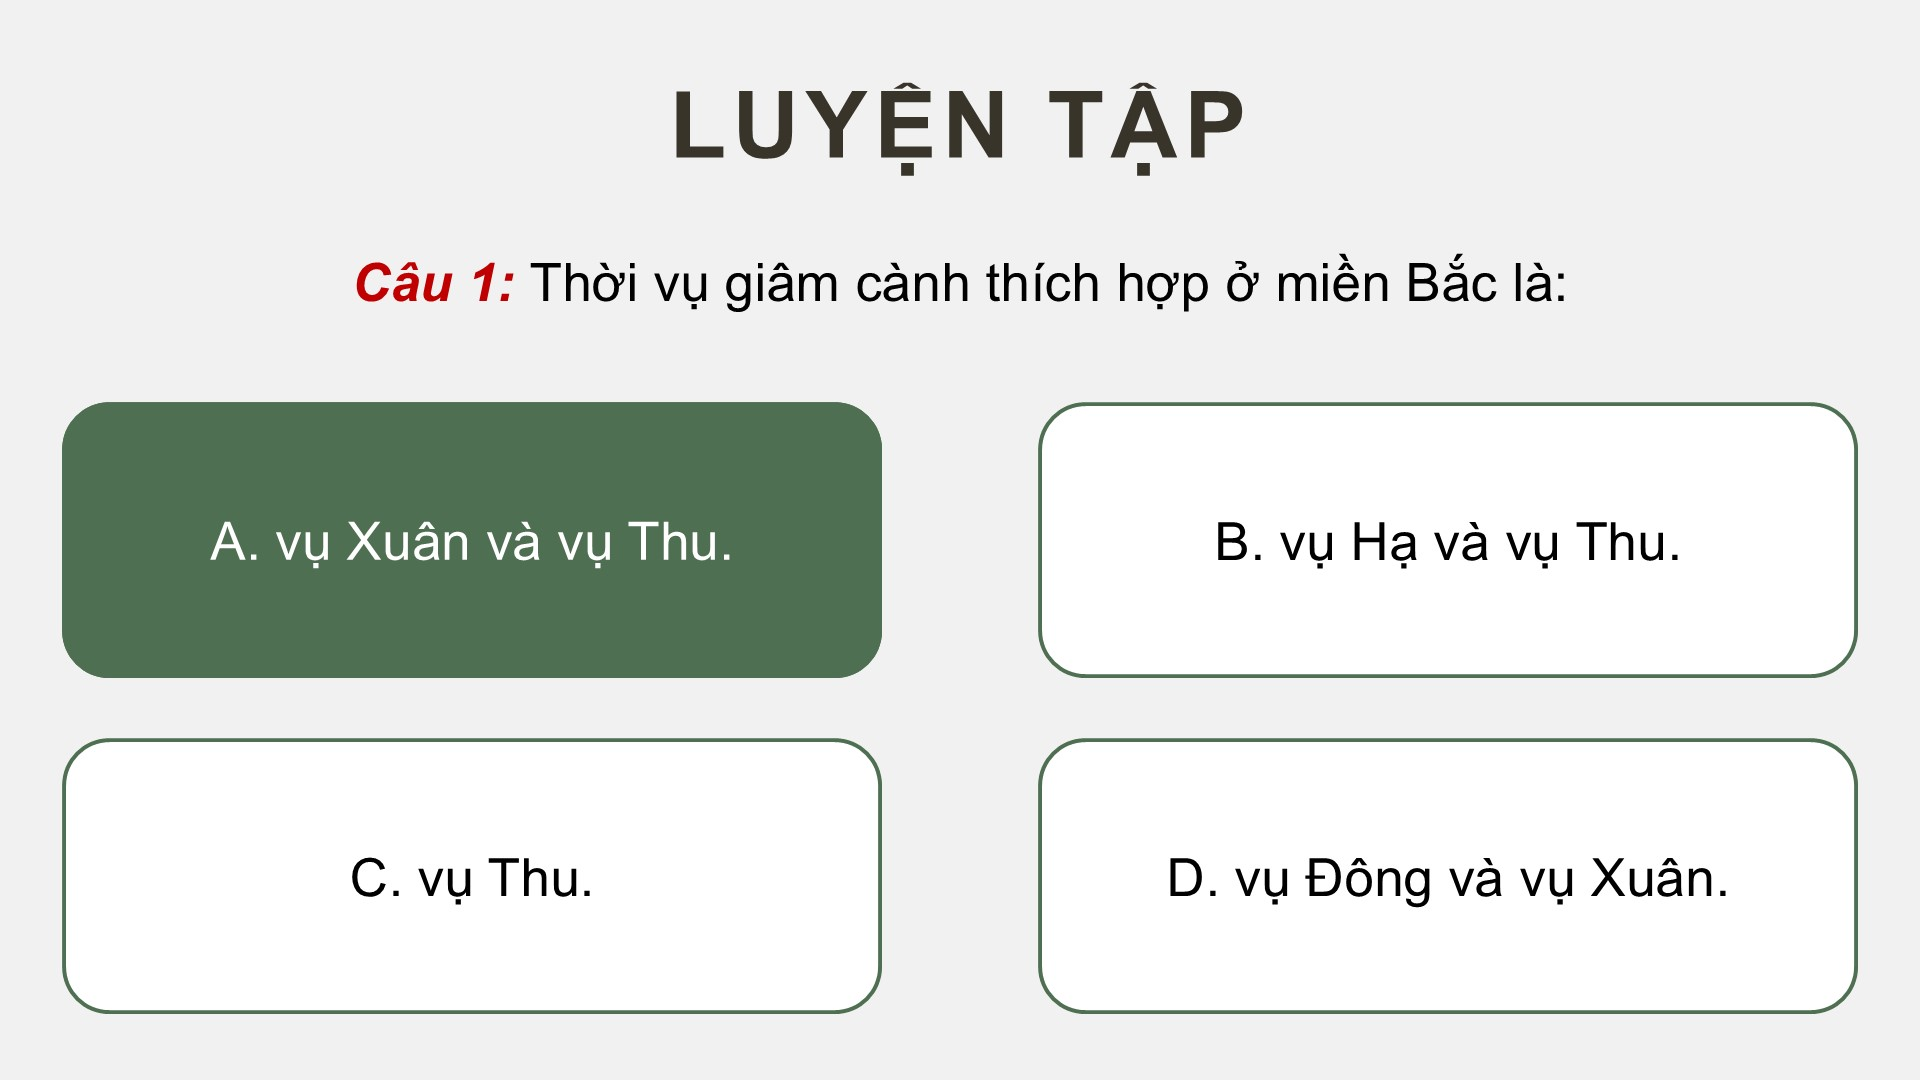 LUYỆN TẬP
Câu 1: Thời vụ giâm cành thích hợp ở miền Bắc là:
A. vụ Xuân và vụ Thu.
B. vụ Hạ và vụ Thu.
C. vụ Thu.
D. vụ Đông và vụ Xuân.